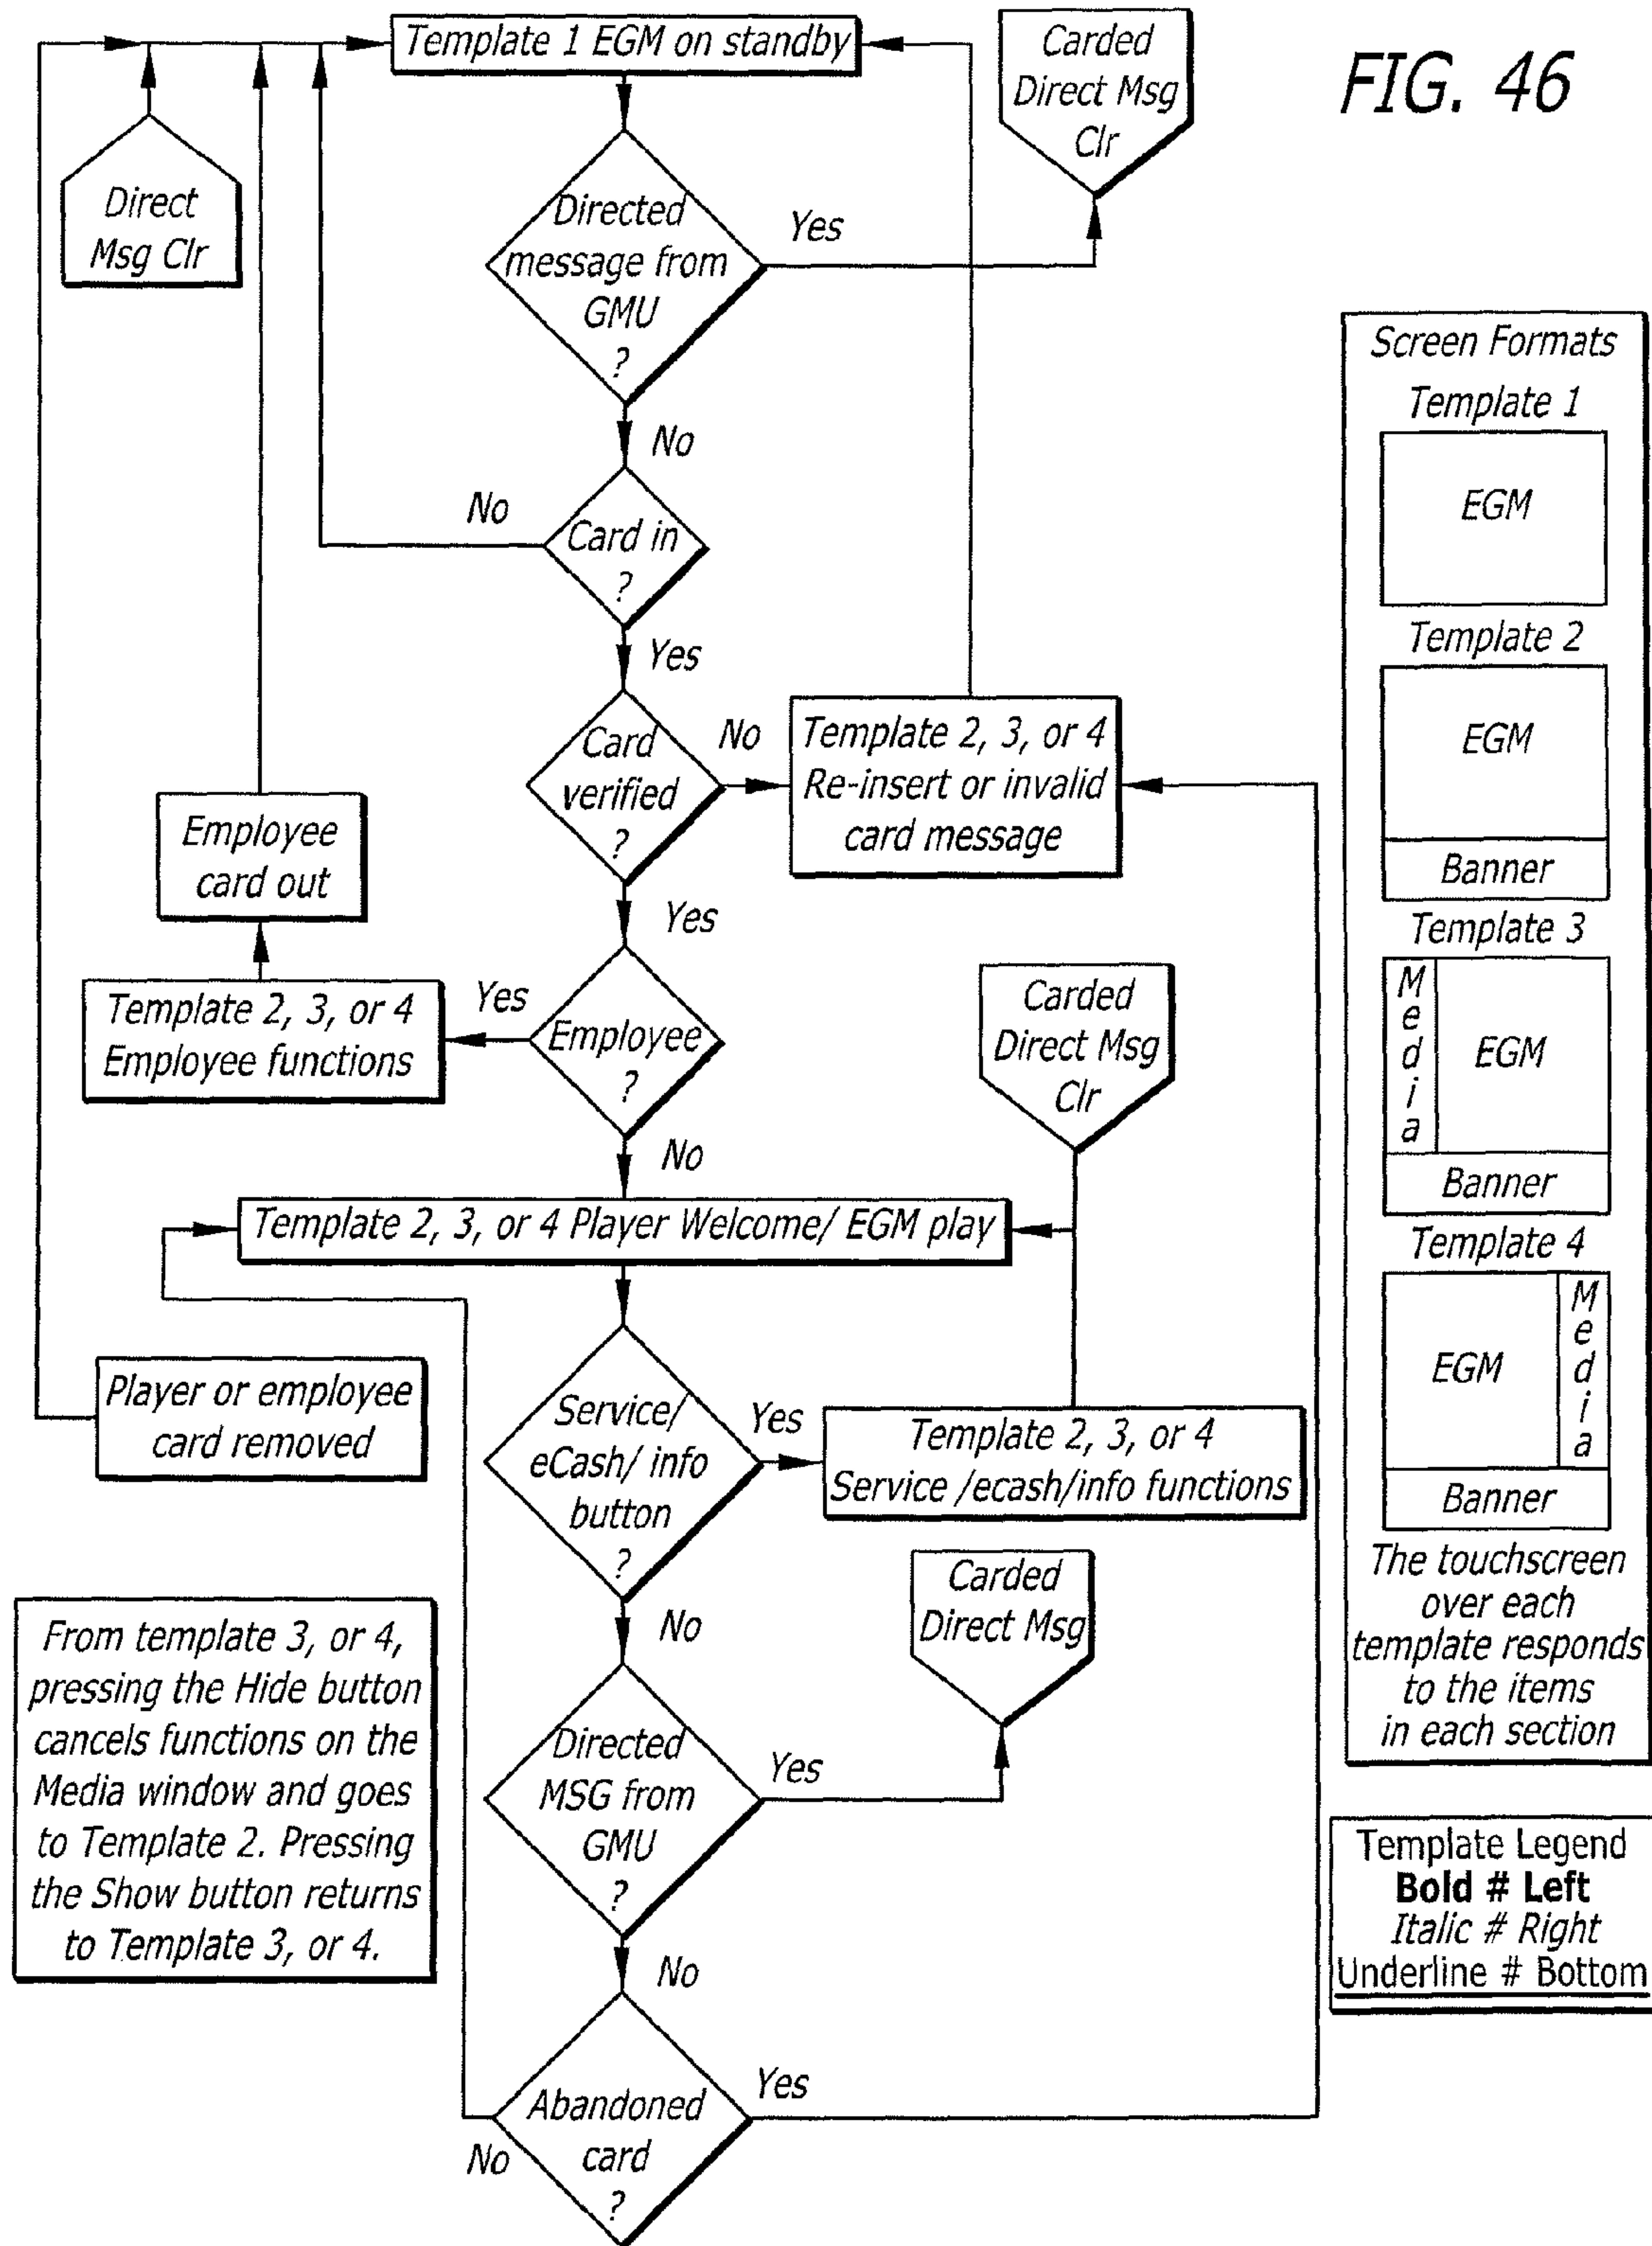 FIG. 46
Template 1 EGM on standby
Carded
Direct Msg
Clr
Direct
Msg Clr
Directed
message from
GMU
?
Yes
No
Card in
?
No
Yes
Card
verified
?
No
Template 2, 3, or 4
Re-insert or invalid
card message
Yes
Employee
card out
Employee
?
Yes
Template 2, 3, or 4
Employee functions
No
Carded
Direct Msg
Clr
Template 2, 3, or 4 Player Welcome/ EGM play
Player or employee
card removed
Service/
eCash/ info
button
?
Yes
Template 2, 3, or 4
Service /ecash/info functions
No
Carded
Direct Msg
Directed
MSG from
GMU
?
Yes
No
Abandoned
card
?
Yes
No
From template 3, or 4,
pressing the Hide button
cancels functions on the
Media window and goes
to Template 2. Pressing
the Show button returns
to Template 3, or 4.
Screen Formats
Template 1
EGM
Template 2
EGM
Banner
Template 3
Media
EGM
Banner
Template 4
EGM
Media
Banner
The touchscreen
over each
template responds
to the items
in each section
Template Legend
Bold # Left
Italic # Right
Underline # Bottom